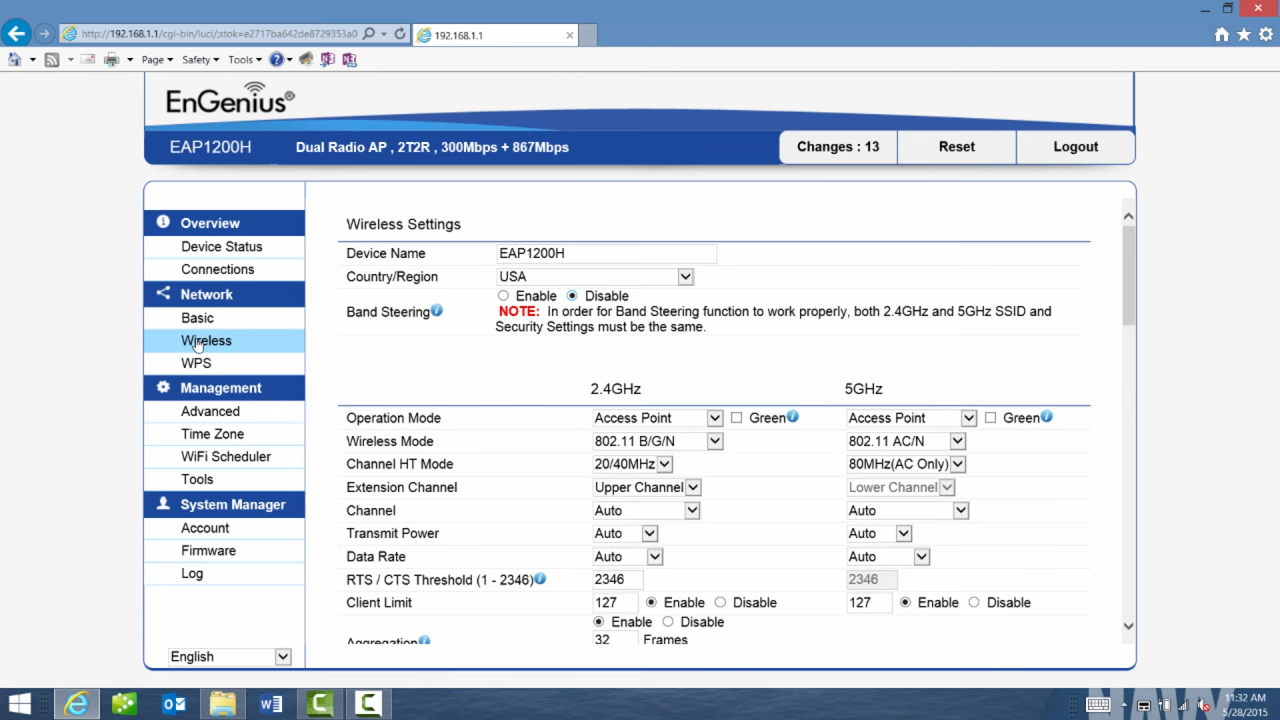 http://192.168.1.1/cgi-bin/luci/;stok=e2717ba642de8729353a0
192.168.1.1
Page Safety Tools
EnGenius®
EAP1200H Dual Radio AP , 2T2R , 300Mbps + 867Mbps Changes : 13 Reset Logout
Overview
Device Status
Connections
Network
Basic
Wireless
WPS
Management
Advanced
Time Zone
WiFi Scheduler
Tools
System Manager
Account
Firmware
Log
English
Wireless Settings
Device Name EAP1200H
Country/Region USA
Band Steering Enable Disable
NOTE: In order for Band Steering function to work properly, both 2.4GHz and 5GHz SSID and
Security Settings must be the same.
2.4GHz 5GHz
Operation Mode Access Point Green Access Point Green
Wireless Mode 802.11 B/G/N 802.11 AC/N
Channel HT Mode 20/40MHz 80MHz(AC Only)
Extension Channel Upper Channel Lower Channel
Channel Auto Auto
Transmit Power Auto Auto
Data Rate Auto Auto
RTS / CTS Threshold (1 - 2346) 2346 2346
Client Limit 127 Enable Disable 127 Enable Disable
Enable Disable
Aggregation 32 Frames
11:32 AM
5/28/2015